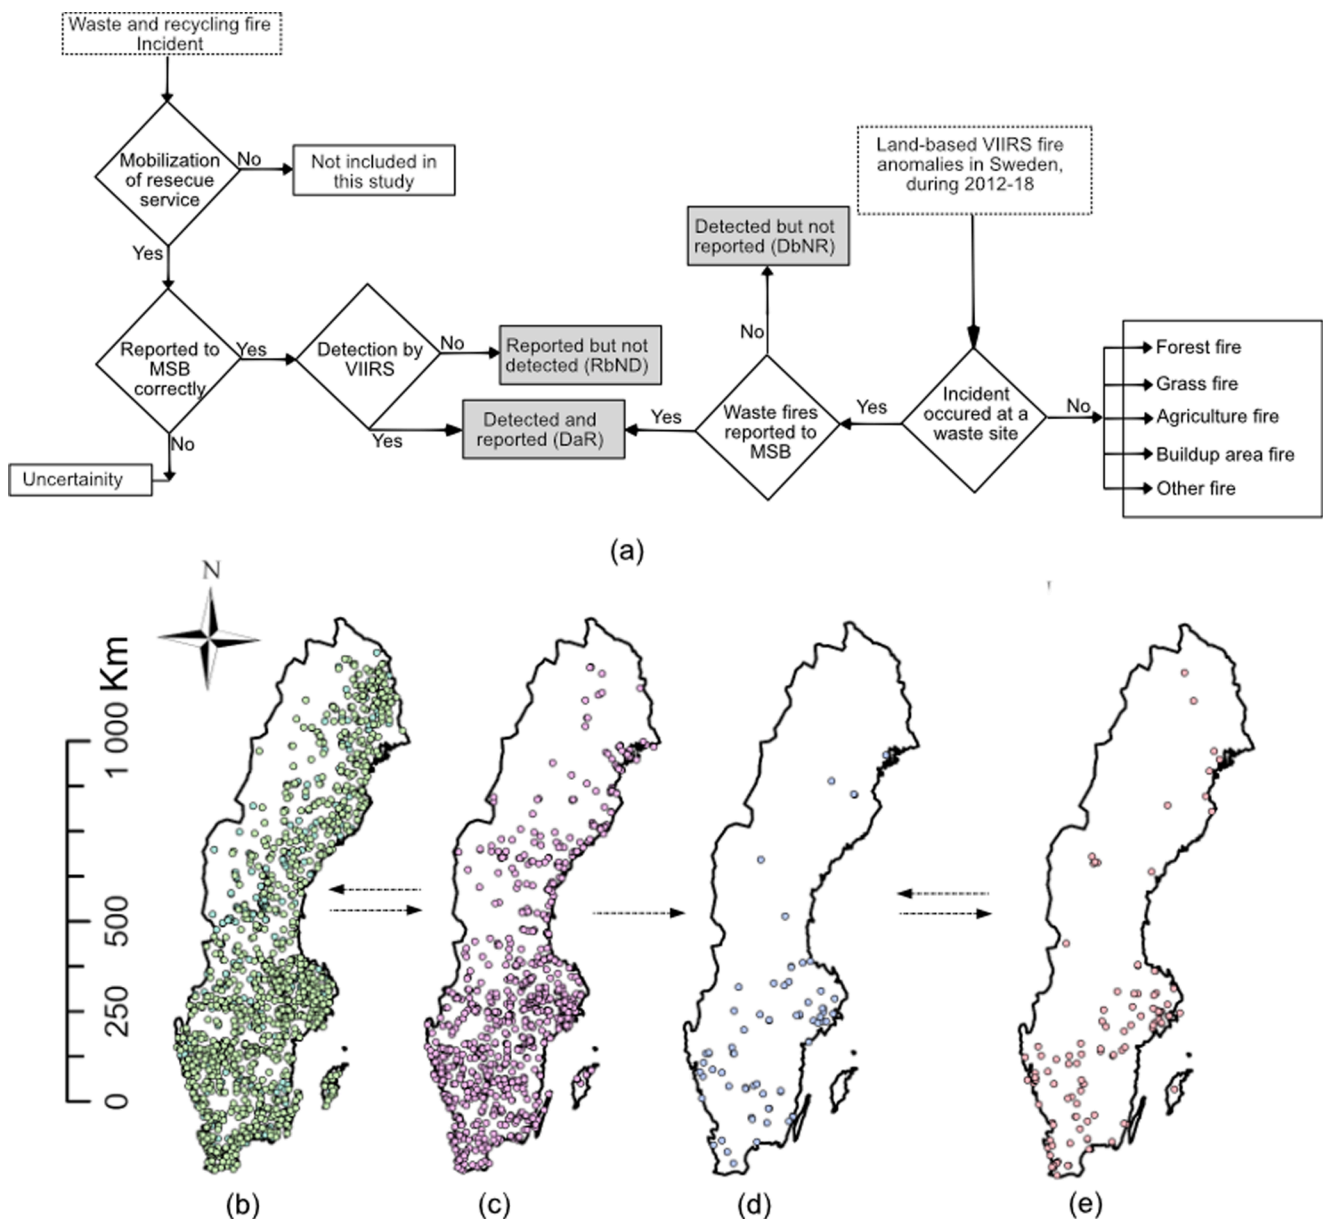 Waste and recycling fire
Incident
Mobilization
of resecue
service
No
Not included in
this study
Yes
Reported to
MSB
correctly
Yes
No
Uncertainity
Detection by
VIIRS
No
Reported but not
detected (RbND)
Yes
Detected and
reported (DaR)
Land-based VIIRS fire
anomalies in Sweden,
during 2012-18
Detected but not
reported (DbNR)
No
Yes
Waste fires
reported to
MSB
Yes
Incident
occured at a
waste site
No
Forest fire
Grass fire
Agriculture fire
Buildup area fire
Other fire
(a)
N
1 000 Km
500
250
0
(b)
(c)
(d)
(e)